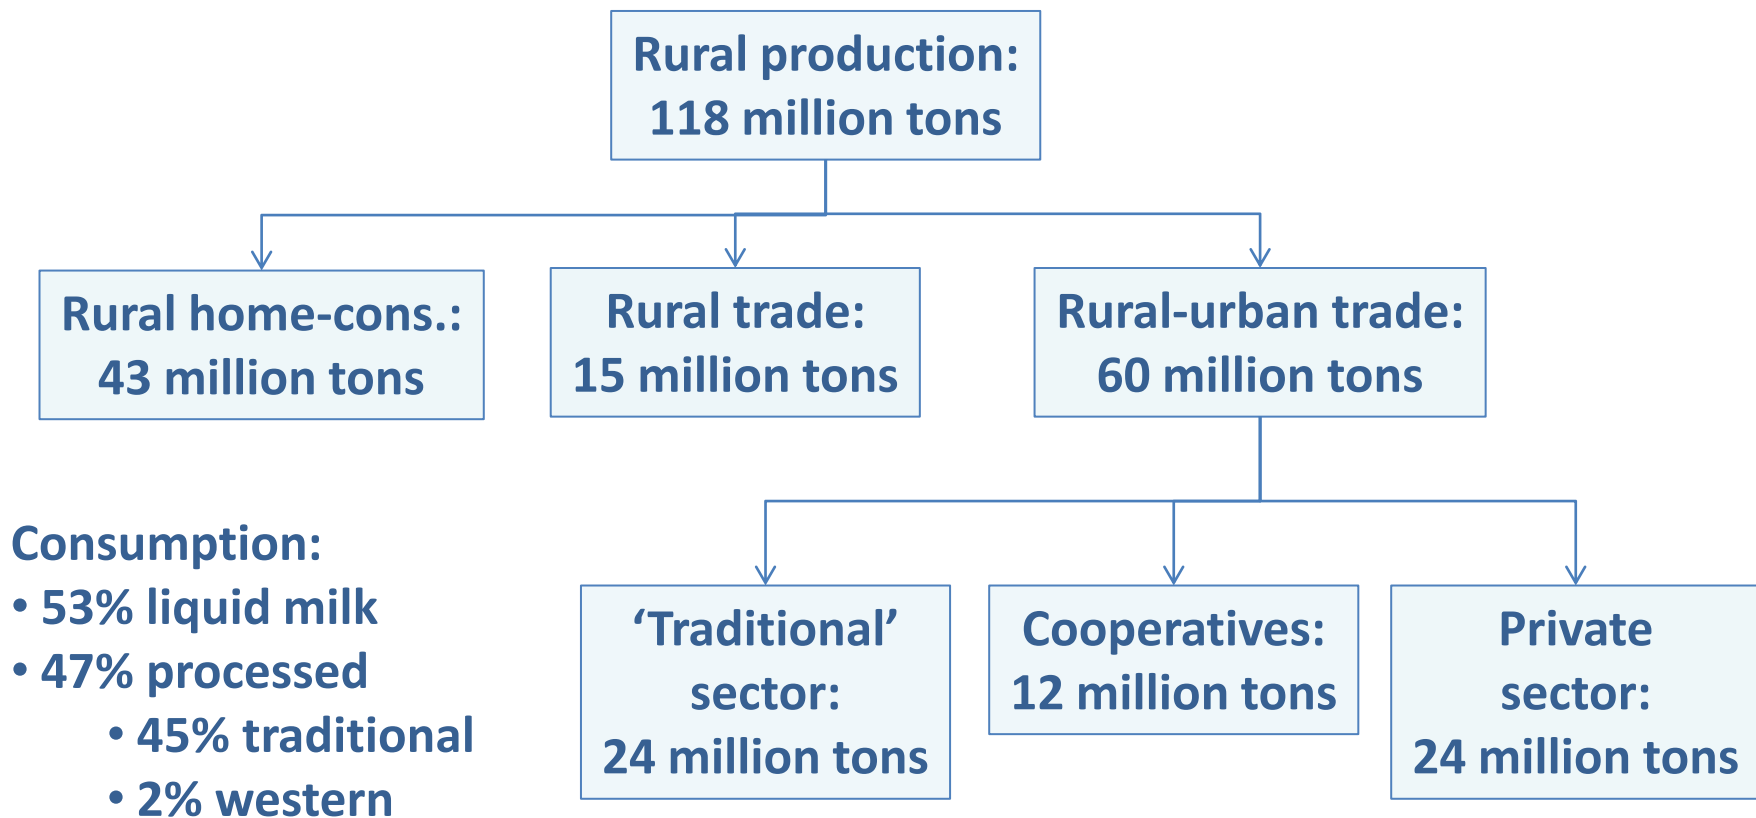 Rural production:
118 million tons
Rural home-cons.:
43 million tons
Rural trade:
15 million tons
Rural-urban trade:
60 million tons
Consumption:
• 53% liquid milk
• 47% processed
• 45% traditional
• 2% western
‘Traditional’
sector:
24 million tons
Cooperatives:
12 million tons
Private
sector:
24 million tons